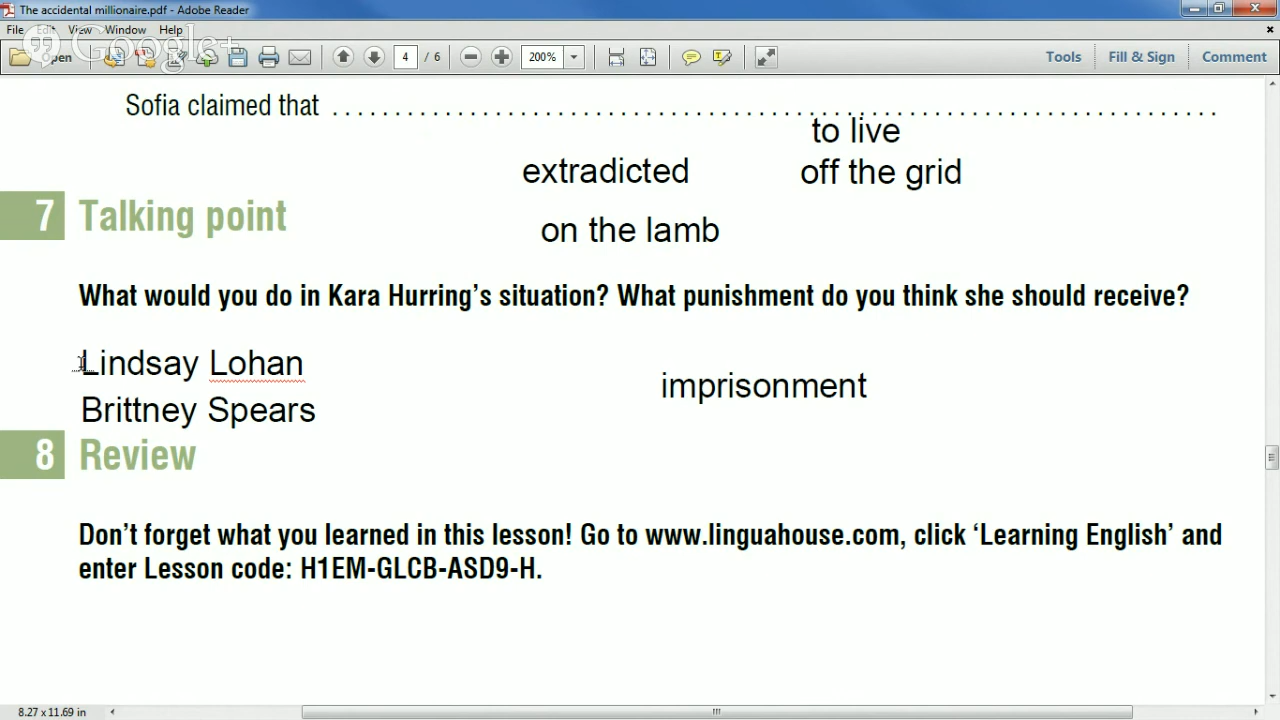 The accidental millionaire.pdf - Adobe Reader
File Edit View Window Help
Google+
Open 4 / 6 200% Tools Fill & Sign Comment
Sofia claimed that ........................................................................
to live
extradicted off the grid
7 Talking point
on the lamb
What would you do in Kara Hurring's situation? What punishment do you think she should receive?
Lindsay Lohan
imprisonment
Brittney Spears
8 Review
Don't forget what you learned in this lesson! Go to www.linguahouse.com, click 'Learning English' and
enter Lesson code: H1EM-GLCB-ASD9-H.
8.27 x 11.69 in